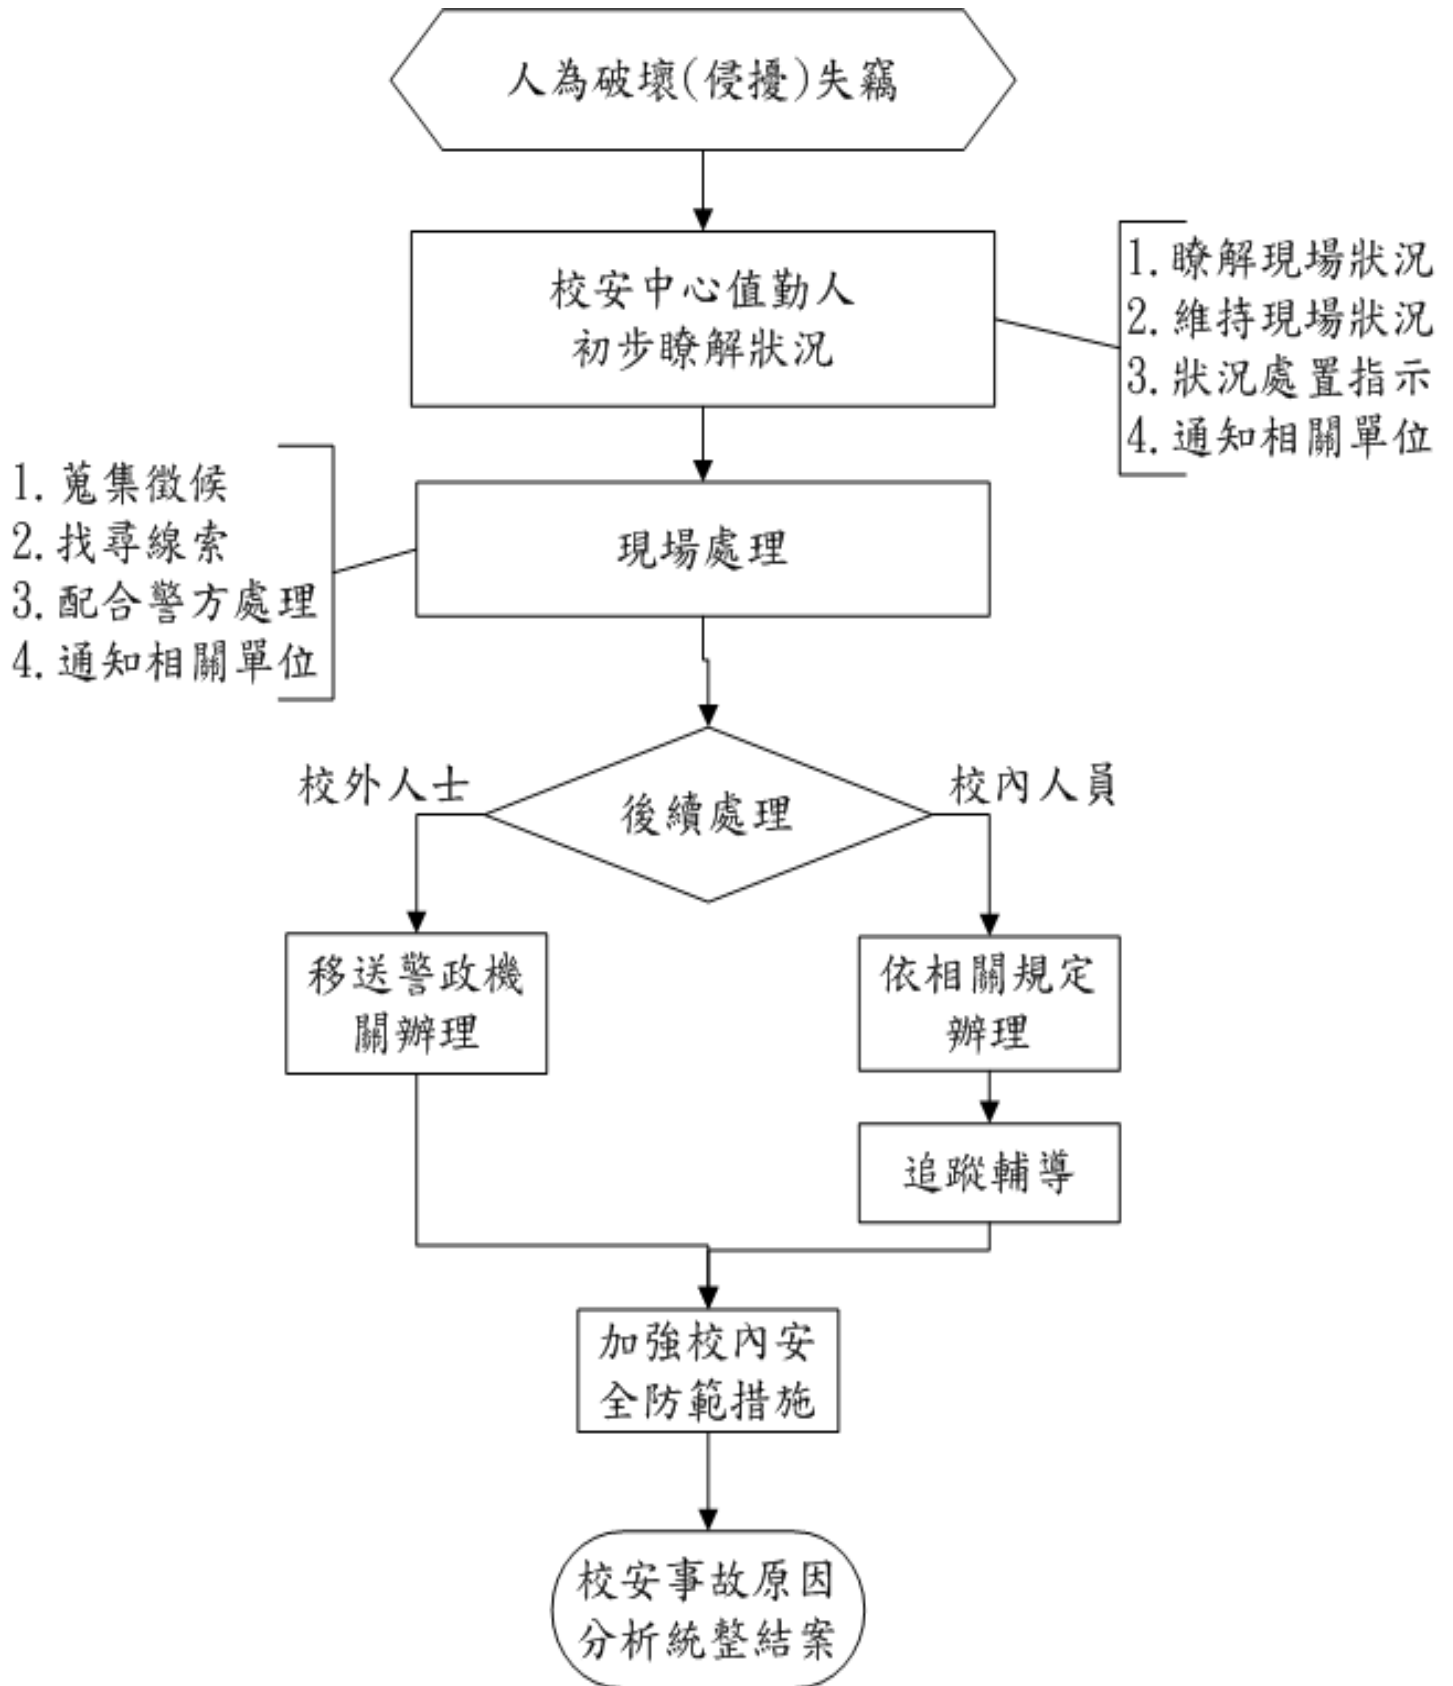 人為破壞(侵擾)失竊
校安中心值勤人
初步瞭解狀況
1.瞭解現場狀況
2.維持現場狀況
3.狀況處置指示
4.通知相關單位
1.蒐集徵候
2.找尋線索
3.配合警方處理
4.通知相關單位
現場處理
校外人士
後續處理
校內人員
移送警政機
關辦理
依相關規定
辦理
追蹤輔導
加強校內安
全防範措施
校安事故原因
分析統整結案